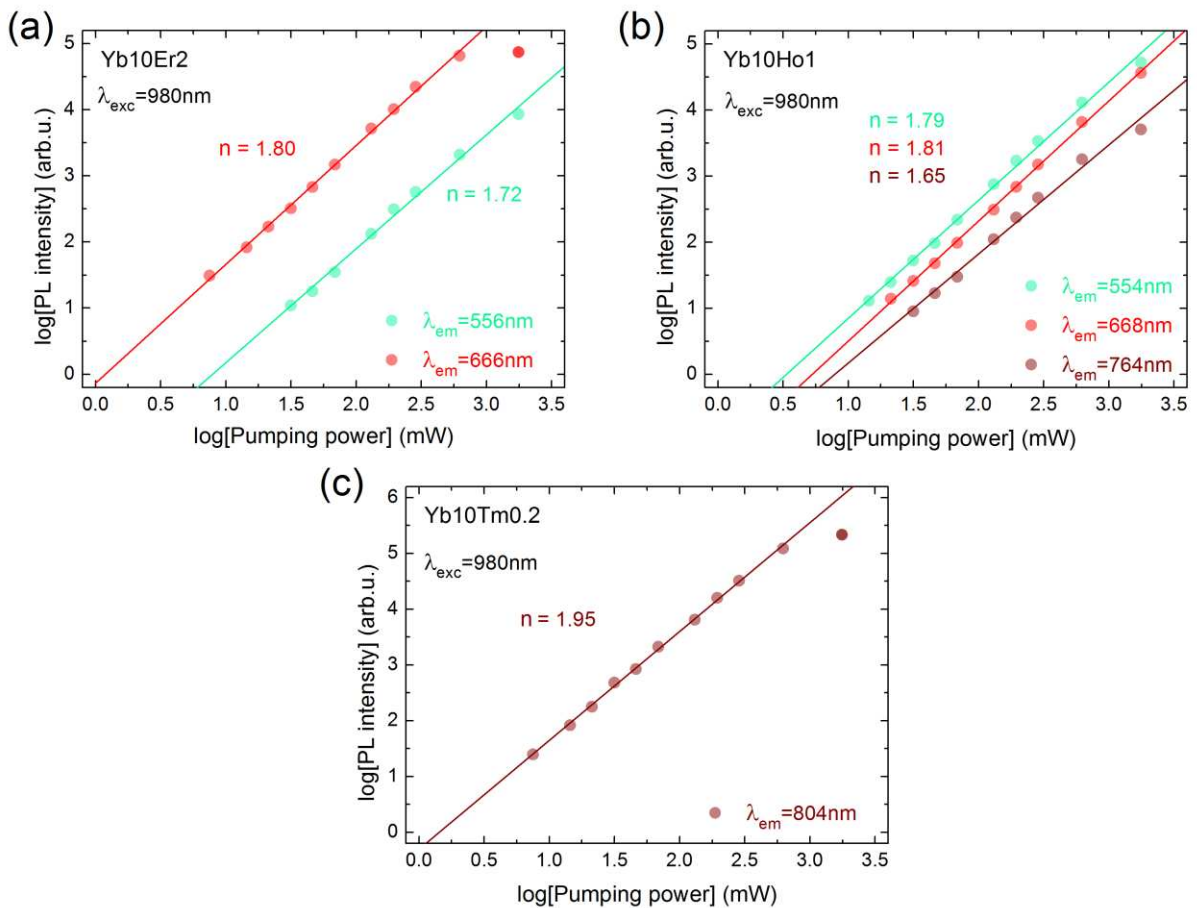 (a)
Yb10Er2
λexc=980nm
n = 1.80
n = 1.72
λem=556nm
λem=666nm
5
4
3
2
1
0
0.0 0.5 1.0 1.5 2.0 2.5 3.0 3.5
log[PL intensity] (arb.u.)
log[Pumping power] (mW)
(b)
Yb10Ho1
λexc=980nm
n = 1.79
n = 1.81
n = 1.65
λem=554nm
λem=668nm
λem=764nm
5
4
3
2
1
0
0.0 0.5 1.0 1.5 2.0 2.5 3.0 3.5
log[PL intensity] (arb.u.)
log[Pumping power] (mW)
(c)
Yb10Tm0.2
λexc=980nm
n = 1.95
λem=804nm
6
5
4
3
2
1
0
0.0 0.5 1.0 1.5 2.0 2.5 3.0 3.5
log[PL intensity] (arb.u.)
log[Pumping power] (mW)